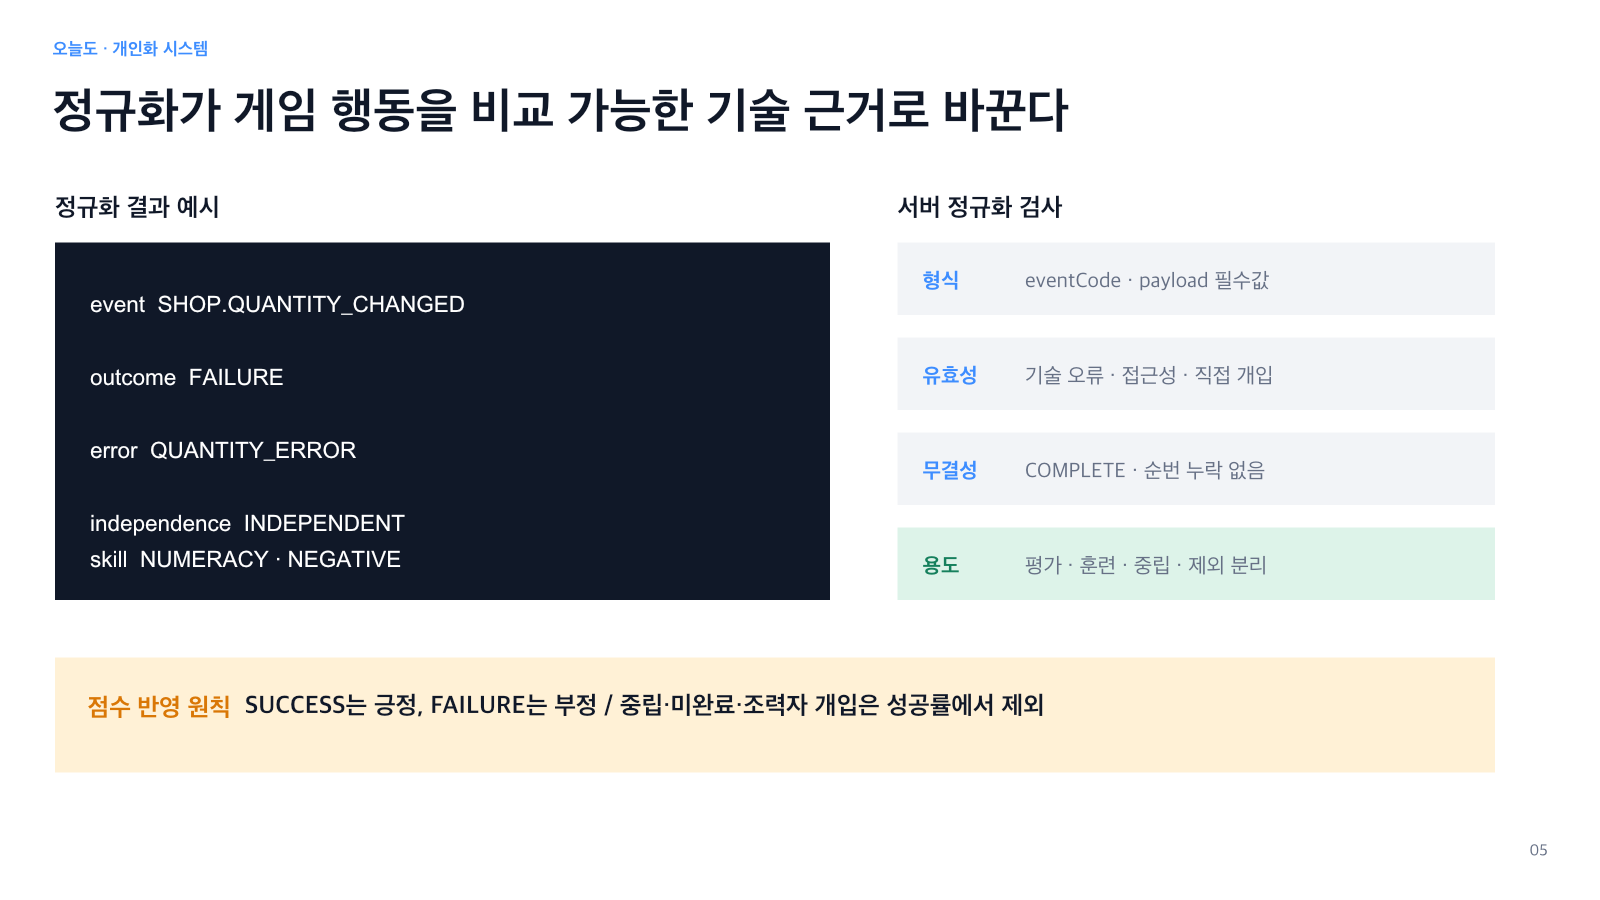 오늘도 · 개인화 시스템
정규화가 게임 행동을 비교 가능한 기술 근거로 바꾼다
정규화 결과 예시
event SHOP.QUANTITY_CHANGED
outcome FAILURE
error QUANTITY_ERROR
independence INDEPENDENT
skill NUMERACY · NEGATIVE
서버 정규화 검사
형식 eventCode · payload 필수값
유효성 기술 오류 · 접근성 · 직접 개입
무결성 COMPLETE · 순번 누락 없음
용도 평가 · 훈련 · 중립 · 제외 분리
점수 반영 원칙 SUCCESS는 긍정, FAILURE는 부정 / 중립·미완료·조력자 개입은 성공률에서 제외
05